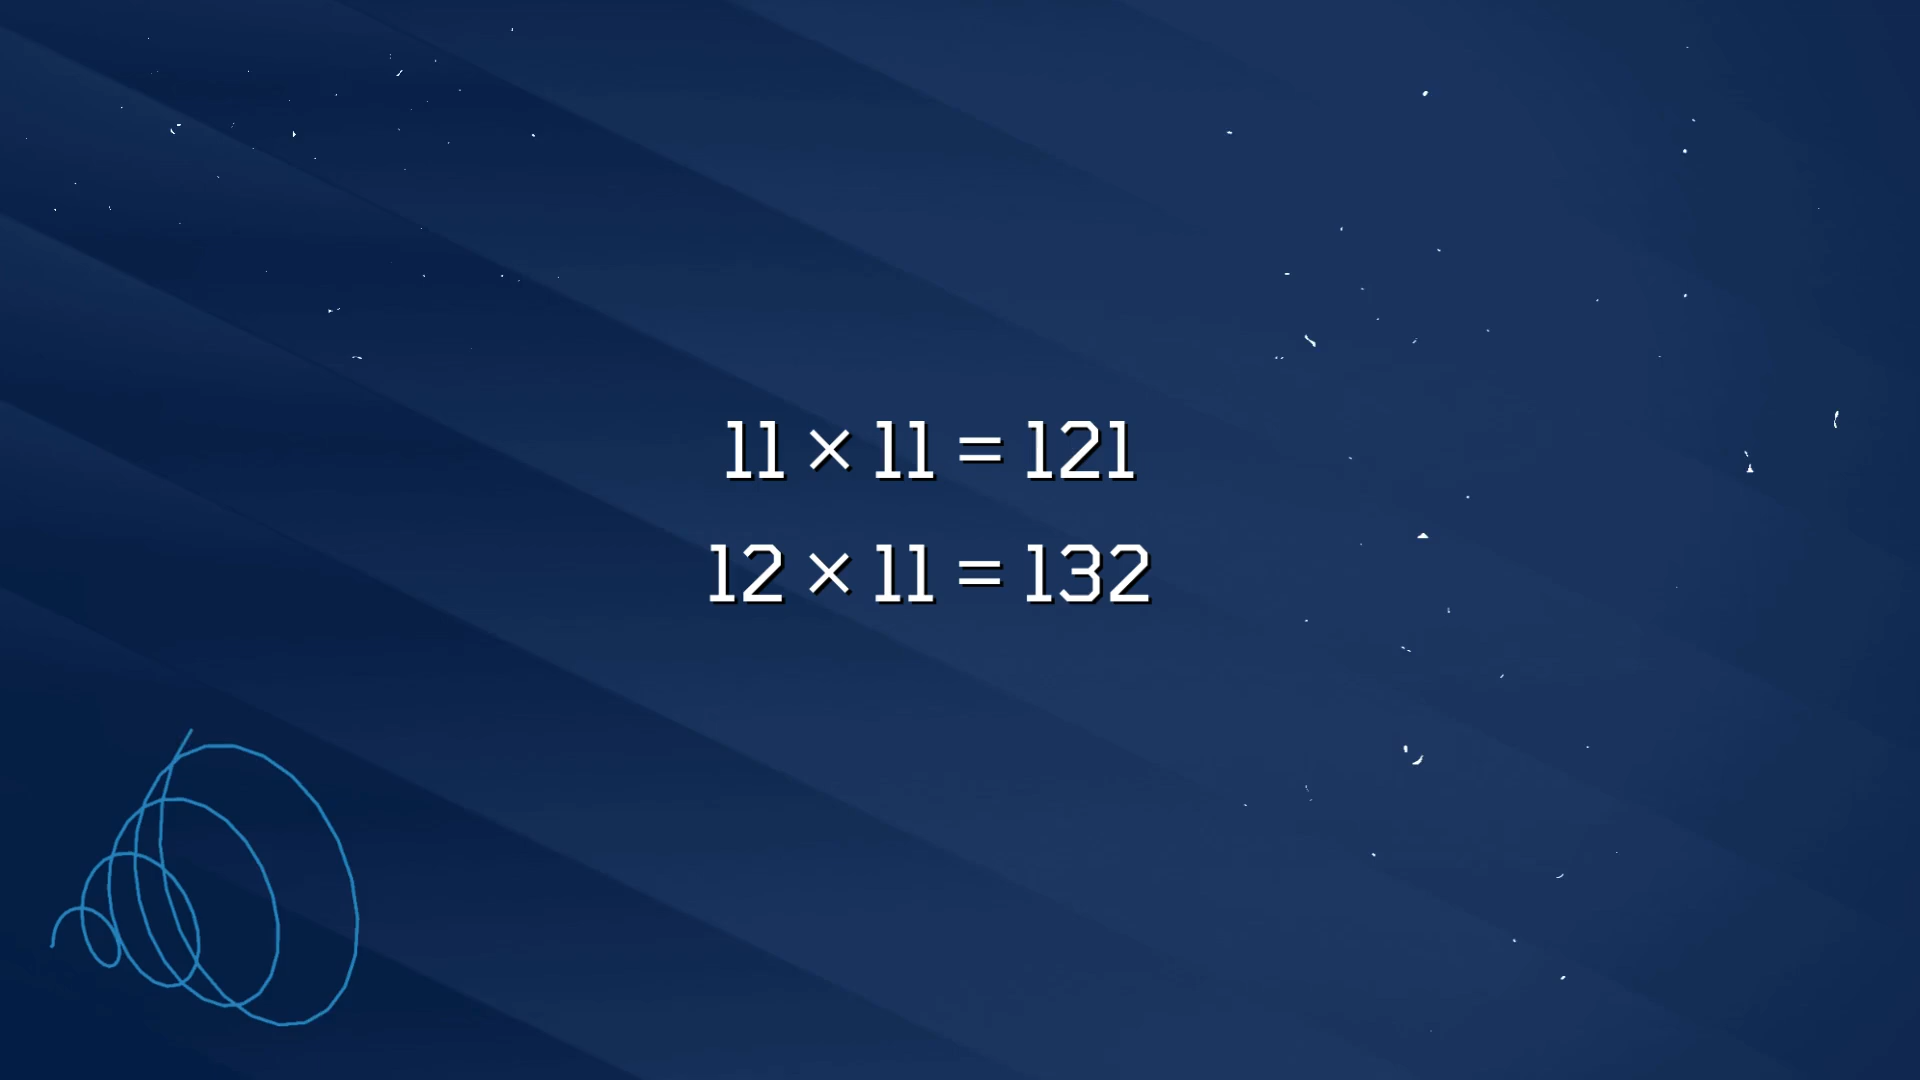 11 × 11 = 121
12 × 11 = 132